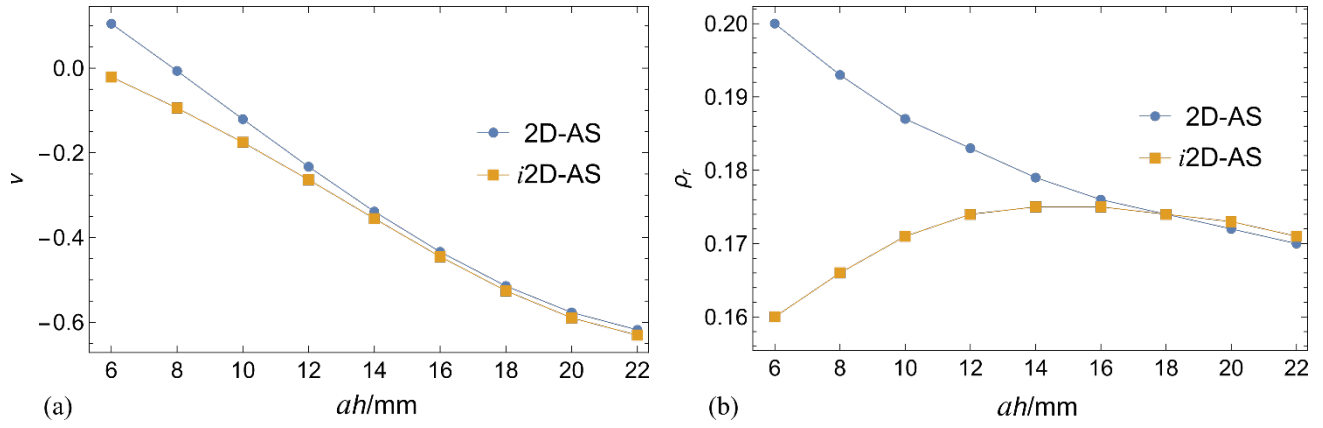 0.0
−0.2
−0.4
−0.6
ν
6 8 10 12 14 16 18 20 22
ah/mm
2D-AS
i2D-AS
(a)
0.20
0.19
0.18
0.17
0.16
ρr
6 8 10 12 14 16 18 20 22
ah/mm
2D-AS
i2D-AS
(b)